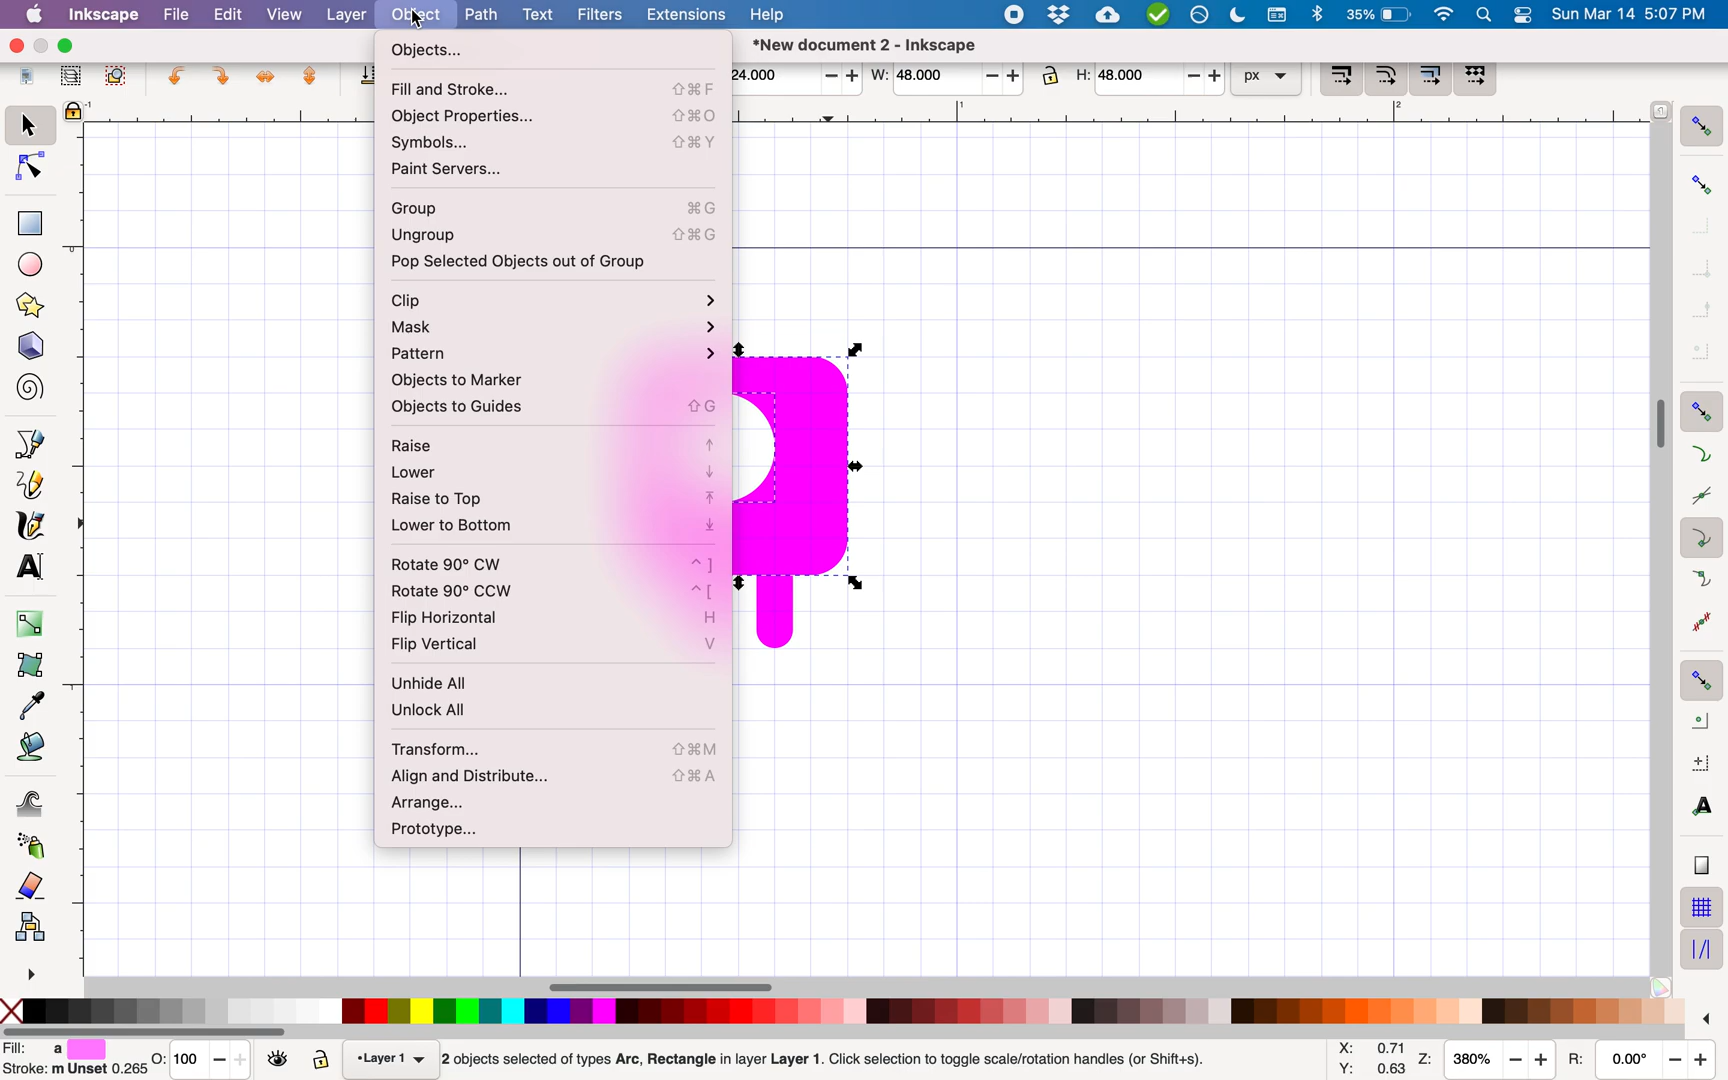 Inkscape File Edit View Layer Object Path Text Filters Extensions Help 35% Sun Mar 14 5:07 PM
*New document 2 - Inkscape
24.000 W: 48.000 H: 48.000 px
Objects...
Fill and Stroke... ⇧⌘F
Object Properties... ⇧⌘O
Symbols... ⇧⌘Y
Paint Servers...
Group ⌘G
Ungroup ⇧⌘G
Pop Selected Objects out of Group
Clip
Mask
Pattern
Objects to Marker
Objects to Guides ⇧G
Raise ↑
Lower ↓
Raise to Top ⤒
Lower to Bottom ⤓
Rotate 90° CW ^ ]
Rotate 90° CCW ^ [
Flip Horizontal H
Flip Vertical V
Unhide All
Unlock All
Transform... ⇧⌘M
Align and Distribute... ⇧⌘A
Arrange...
Prototype...
Fill: a
Stroke: m Unset 0.265
O: 100
•Layer 1
2 objects selected of types Arc, Rectangle in layer Layer 1. Click selection to toggle scale/rotation handles (or Shift+s).
X: 0.71
Y: 0.63
Z: 380%
R: 0.00°